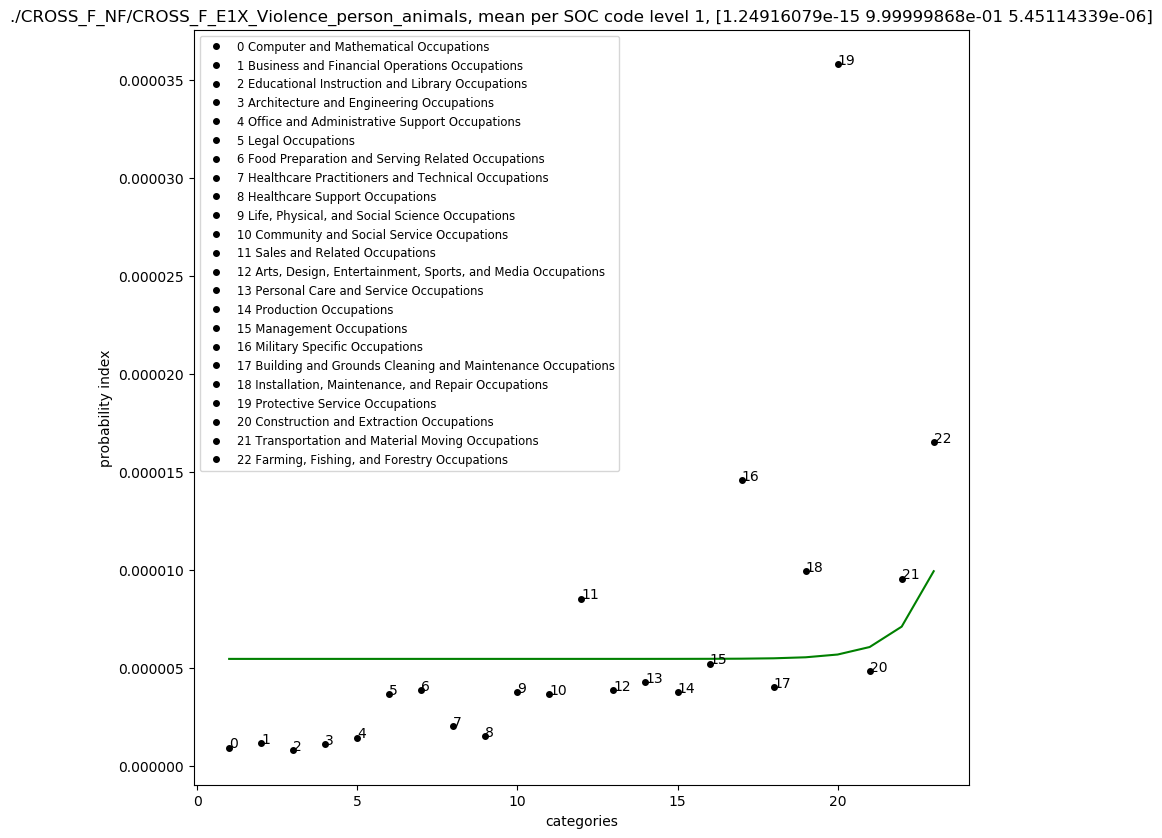 ./CROSS_F_NF/CROSS_F_E1X_Violence_person_animals, mean per SOC code level 1, [1.24916079e-15 9.99999868e-01 5.45114339e-06]
0 Computer and Mathematical Occupations
1 Business and Financial Operations Occupations
2 Educational Instruction and Library Occupations
3 Architecture and Engineering Occupations
4 Office and Administrative Support Occupations
5 Legal Occupations
6 Food Preparation and Serving Related Occupations
7 Healthcare Practitioners and Technical Occupations
8 Healthcare Support Occupations
9 Life, Physical, and Social Science Occupations
10 Community and Social Service Occupations
11 Sales and Related Occupations
12 Arts, Design, Entertainment, Sports, and Media Occupations
13 Personal Care and Service Occupations
14 Production Occupations
15 Management Occupations
16 Military Specific Occupations
17 Building and Grounds Cleaning and Maintenance Occupations
18 Installation, Maintenance, and Repair Occupations
19 Protective Service Occupations
20 Construction and Extraction Occupations
21 Transportation and Material Moving Occupations
22 Farming, Fishing, and Forestry Occupations
probability index
0.000035
0.000030
0.000025
0.000020
0.000015
0.000010
0.000005
0.000000
0
1
2
3
4
5
6
7
8
9
10
11
12
13
14
15
16
17
18
19
20
21
22
0
5
10
15
20
categories